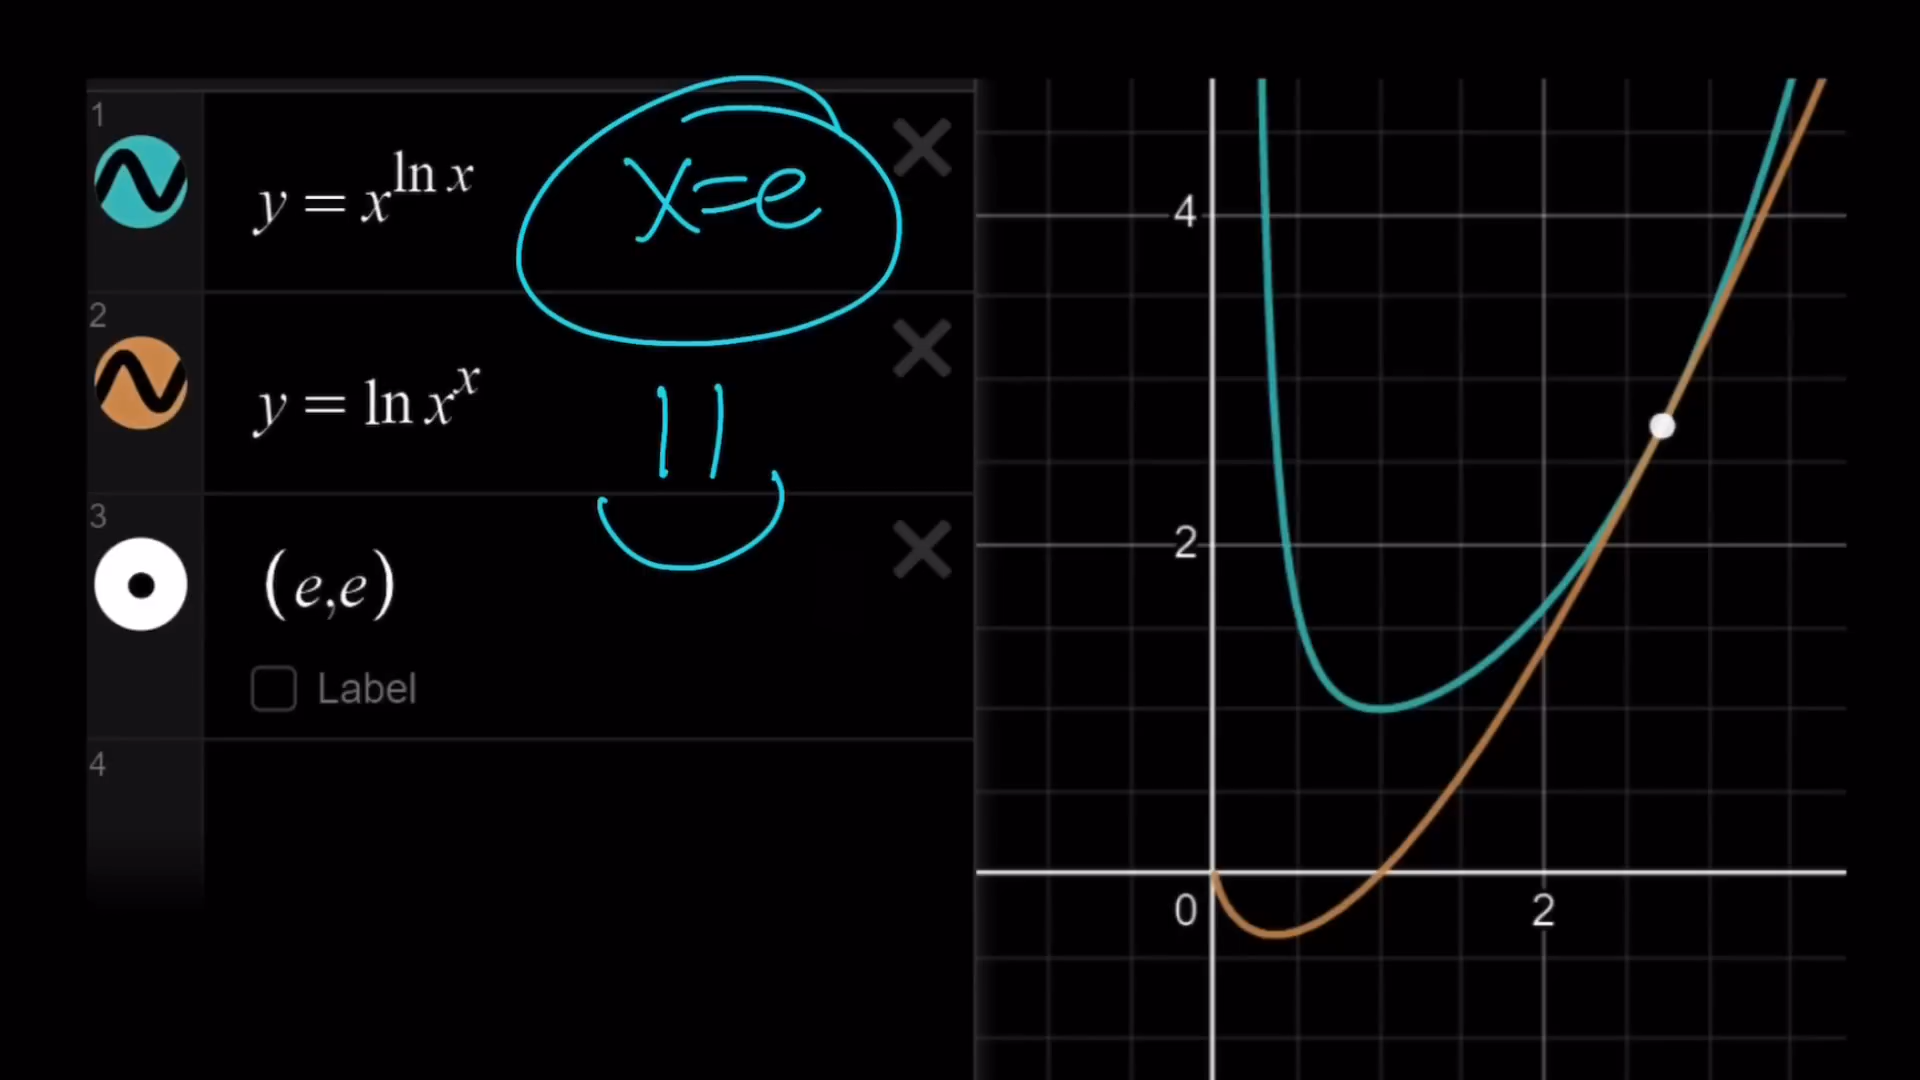 1
y = x^{ln x}
x=e
2
y = ln x^x
3
(e,e)
Label
4
4
2
0
2